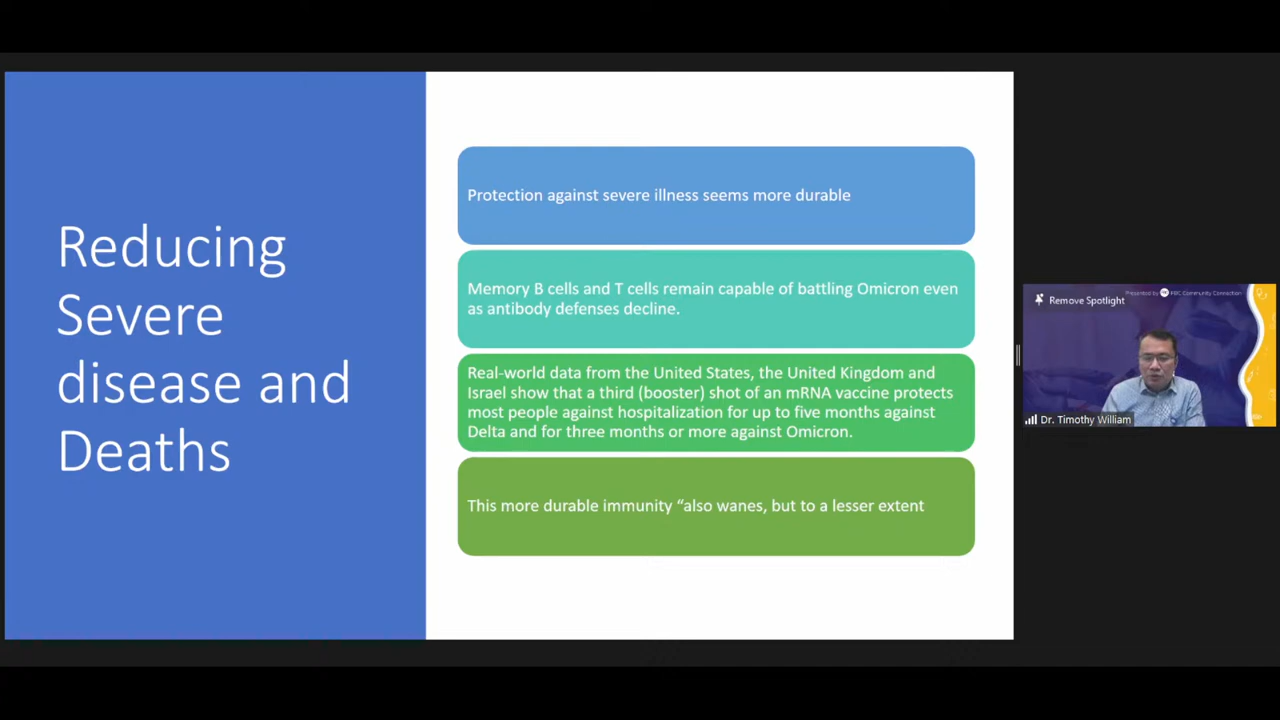 Reducing
Severe
disease and
Deaths
Protection against severe illness seems more durable
Memory B cells and T cells remain capable of battling Omicron even
as antibody defenses decline.
Real-world data from the United States, the United Kingdom and
Israel show that a third (booster) shot of an mRNA vaccine protects
most people against hospitalization for up to five months against
Delta and for three months or more against Omicron.
This more durable immunity “also wanes, but to a lesser extent
Remove Spotlight
Presented by Community Connection
Dr. Timothy William